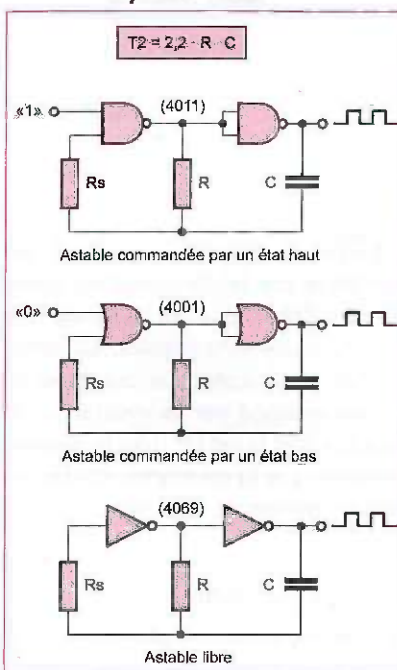 T2 = 2,2 · R · C
«1»
(4011)
Rs
R
C
Astable commandée par un état haut
«0»
(4001)
Rs
R
C
Astable commandée par un état bas
(4069)
Rs
R
C
Astable libre